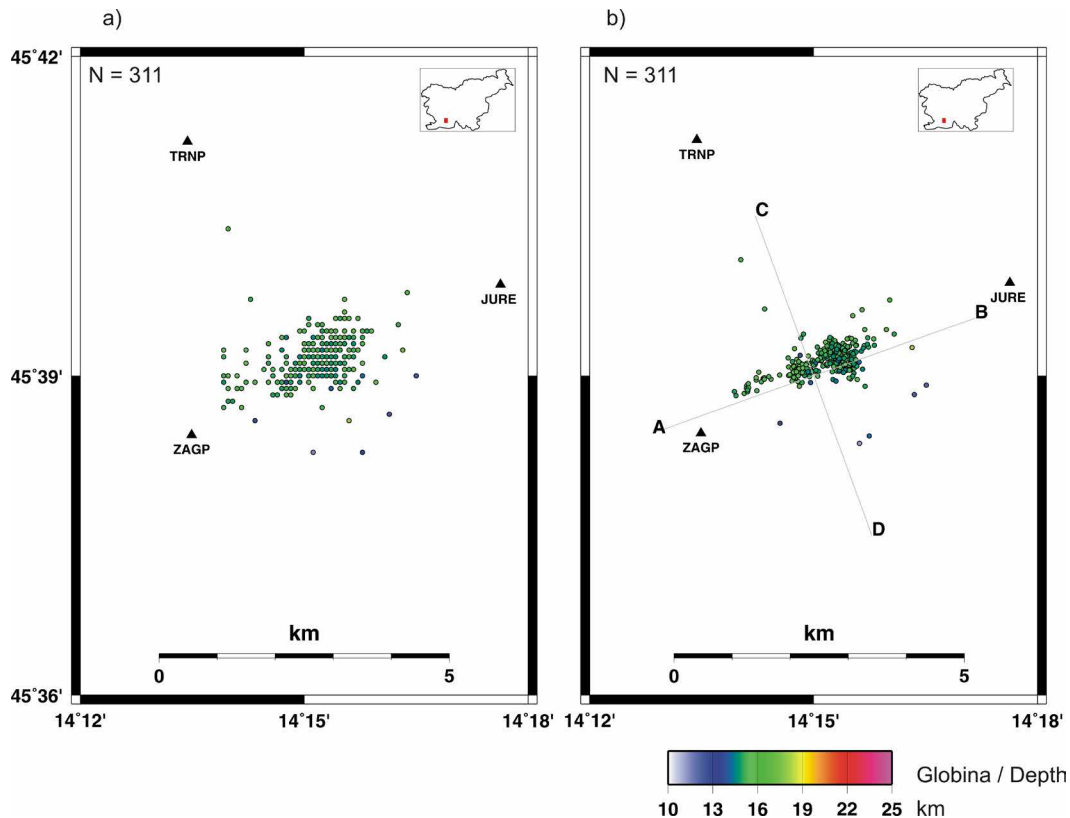 a)
b)
45°42'
N = 311
N = 311
TRNP
TRNP
C
JURE
JURE
B
45°39'
A
ZAGP
ZAGP
D
km
km
0 5
0 5
45°36'
14°12' 14°15' 14°18'
14°12' 14°15' 14°18'
Globina / Depth
10 13 16 19 22 25 km